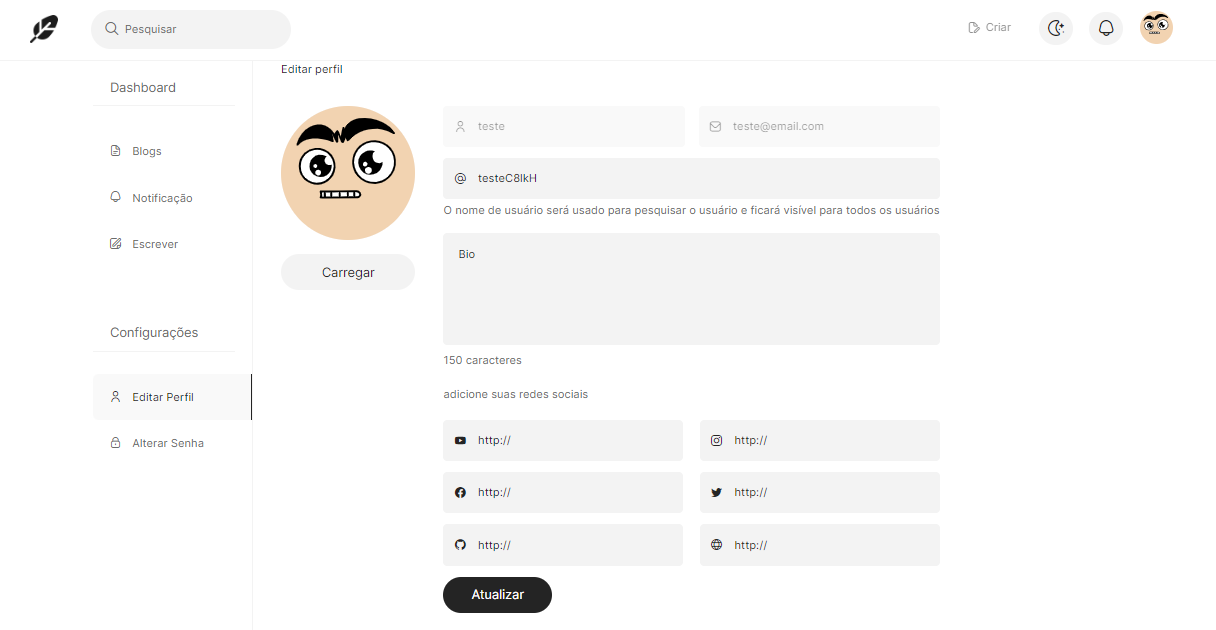 Pesquisar
Criar
Dashboard
Blogs
Notificação
Escrever
Configurações
Editar Perfil
Alterar Senha
Editar perfil
Carregar
teste
teste@email.com
testeC8lkH
O nome de usuário será usado para pesquisar o usuário e ficará visível para todos os usuários
Bio
150 caracteres
adicione suas redes sociais
http://
http://
http://
http://
http://
http://
Atualizar